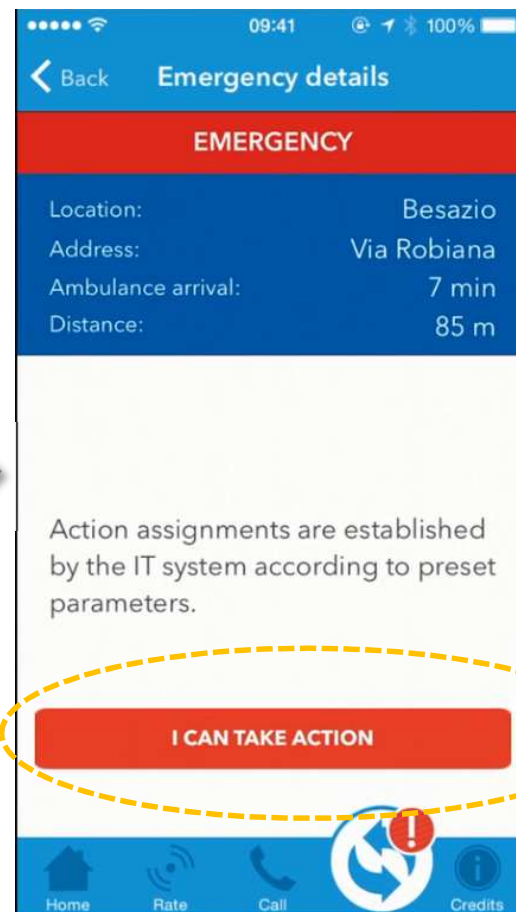 09:41 100%
Back Emergency details
EMERGENCY
Location: Besazio
Address: Via Robiana
Ambulance arrival: 7 min
Distance: 85 m
Action assignments are established
by the IT system according to preset
parameters.
I CAN TAKE ACTION
!
Home Rate Call Credits